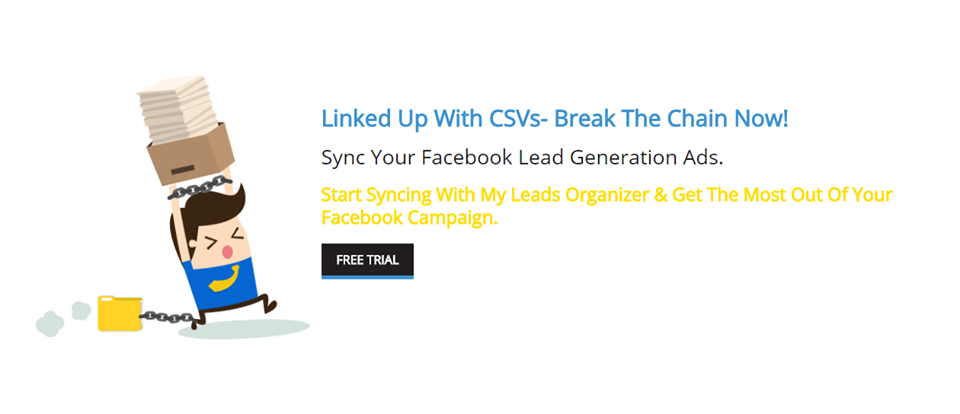 Linked Up With CSVs- Break The Chain Now!
Sync Your Facebook Lead Generation Ads.
Start Syncing With My Leads Organizer & Get The Most Out Of Your
Facebook Campaign.
FREE TRIAL